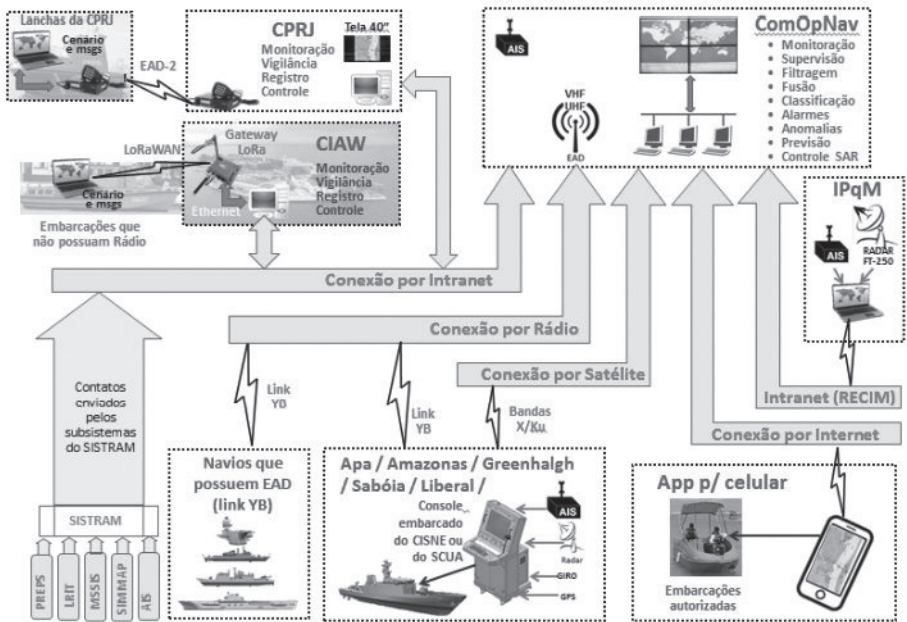 Lanchas da CPRJ
Cenário
e msgs
EAD-2
CPRJ
Monitoração
Vigilância
Registro
Controle
Tela 40"
LoRaWAN
Gateway
LoRa
CIAW
Monitoração
Vigilância
Registro
Controle
Ethernet
Cenário
e msgs
Embarcações que
não possuam Rádio
AIS
VHF
UHF
EAD
ComOpNav
• Monitoração
• Supervisão
• Filtragem
• Fusão
• Classificação
• Alarmes
• Anomalias
• Previsão
• Controle SAR
IPqM
AIS
RADAR
FT-250
Conexão por Intranet
Conexão por Rádio
Conexão por Satélite
Intranet (RECIM)
Conexão por Internet
Contatos
enviados
pelos
subsistemas
do SISTRAM
SISTRAM
PREPS
LRIT
MSSIS
SIMMAP
AIS
Link
YB
Link
YB
Bandas
X/Ku
Navios que
possuem EAD
(link YB)
Apa / Amazonas / Greenhalgh
/ Sabóia / Liberal /
Console
embarcado
do CISNE ou
do SCUA
AIS
Radar
GIRO
GPS
App p/ celular
Embarcações
autorizadas